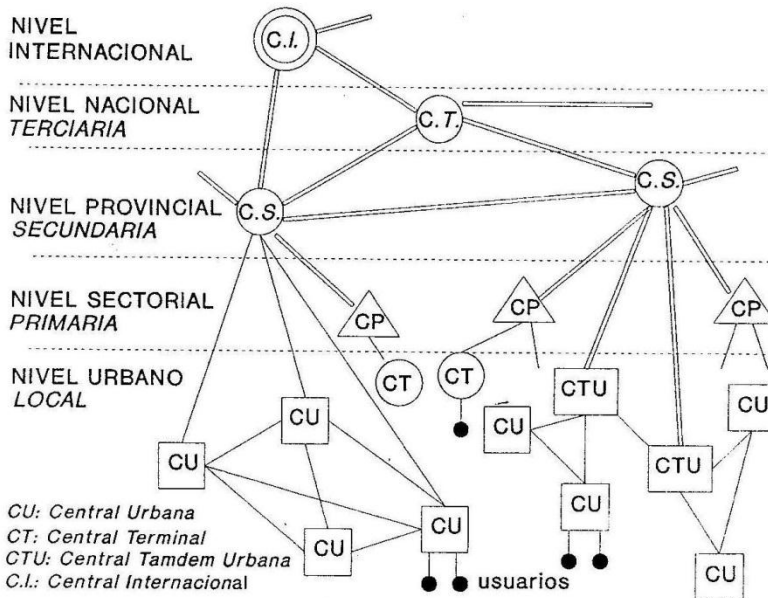 NIVEL
INTERNACIONAL
C.I.
NIVEL NACIONAL
TERCIARIA
C.T.
NIVEL PROVINCIAL
SECUNDARIA
C.S.
C.S.
NIVEL SECTORIAL
PRIMARIA
CP
CP
CP
NIVEL URBANO
LOCAL
CT
CT
CTU
CU
CU
CU
CU
CTU
CU
CU
CU
CU
CU
CU: Central Urbana
CT: Central Terminal
CTU: Central Tamdem Urbana
C.I.: Central Internacional
usuarios